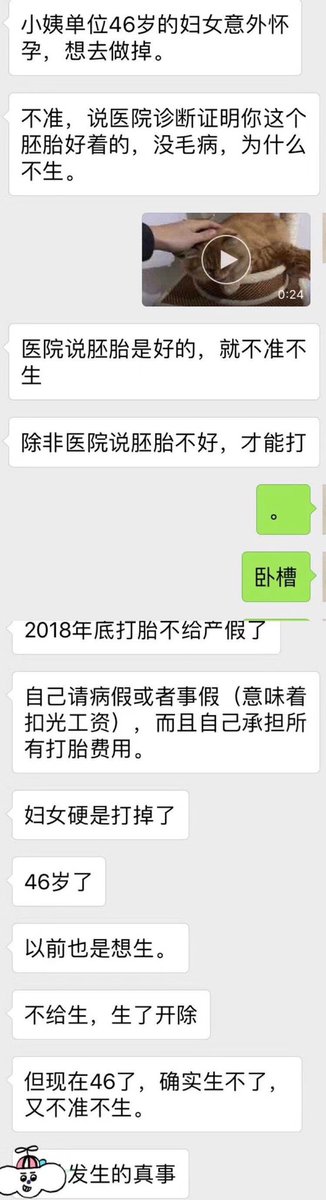 小姨单位46岁的妇女意外怀
孕，想去做掉。
不准，说医院诊断证明你这个
胚胎好着的，没毛病，为什么
不生。
0:24
医院说胚胎是好的，就不准不
生
除非医院说胚胎不好，才能打
。
卧槽
2018年底打胎不给产假了
自己请病假或者事假（意味着
扣光工资），而且自己承担所
有打胎费用。
妇女硬是打掉了
46岁了
以前也是想生。
不给生，生了开除
但现在46了，确实生不了，
又不准不生。
发生的真事